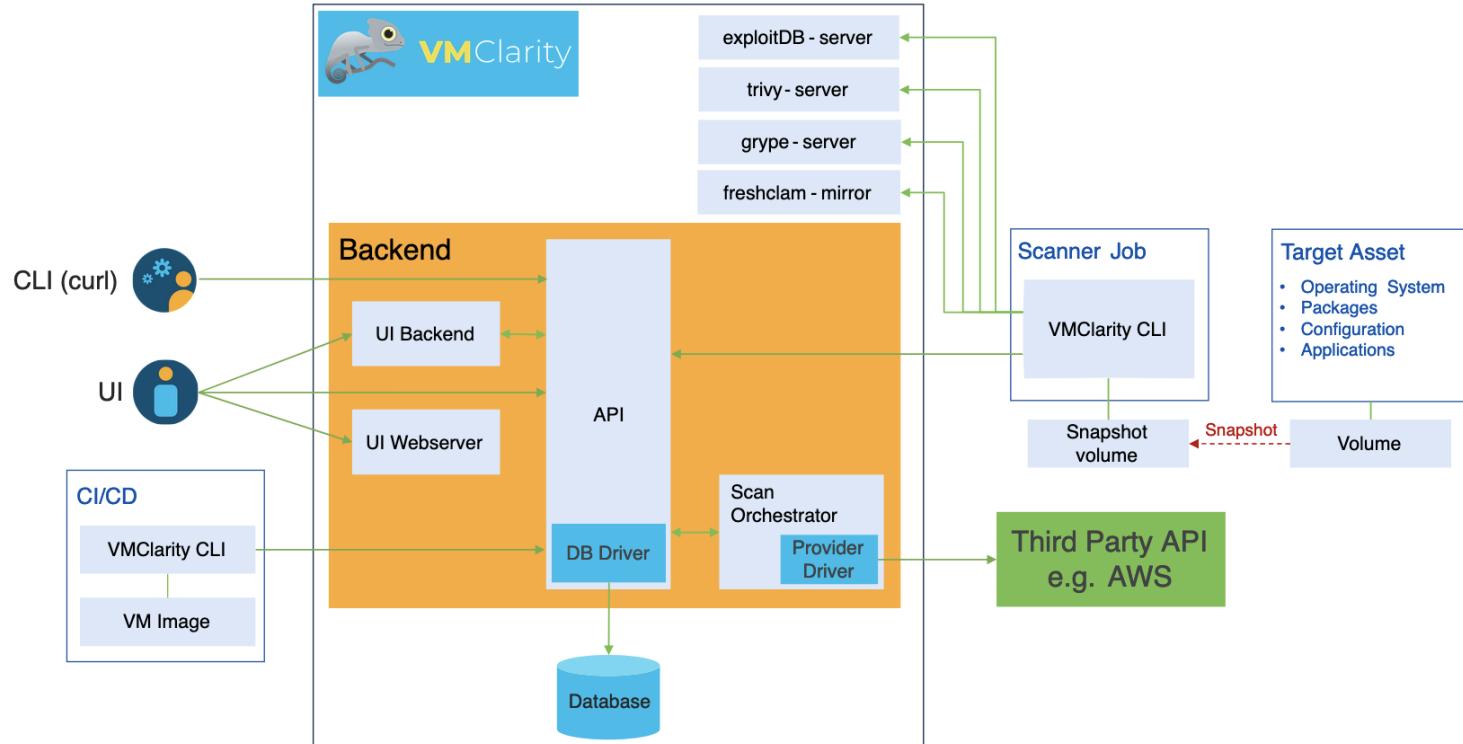 VMClarity
exploitDB - server
trivy - server
grype - server
freshclam - mirror
Backend
CLI (curl)
UI Backend
UI
API
UI Webserver
Scanner Job
VMClarity CLI
Target Asset
• Operating System
• Packages
• Configuration
• Applications
Snapshot
volume
Snapshot
Volume
CI/CD
VMClarity CLI
VM Image
DB Driver
Scan
Orchestrator
Provider
Driver
Third Party API
e.g. AWS
Database